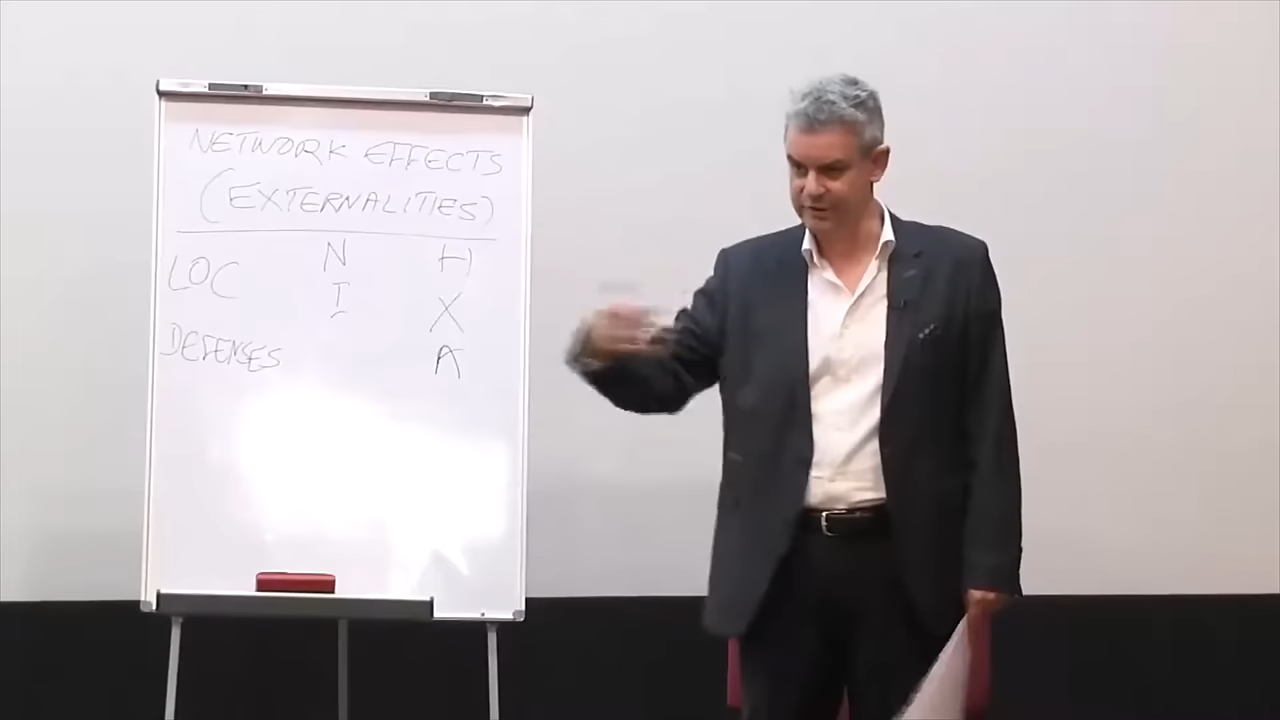 NETWORK EFFECTS
(EXTERNALITIES)
LOC N H
I X
DEFENSES A